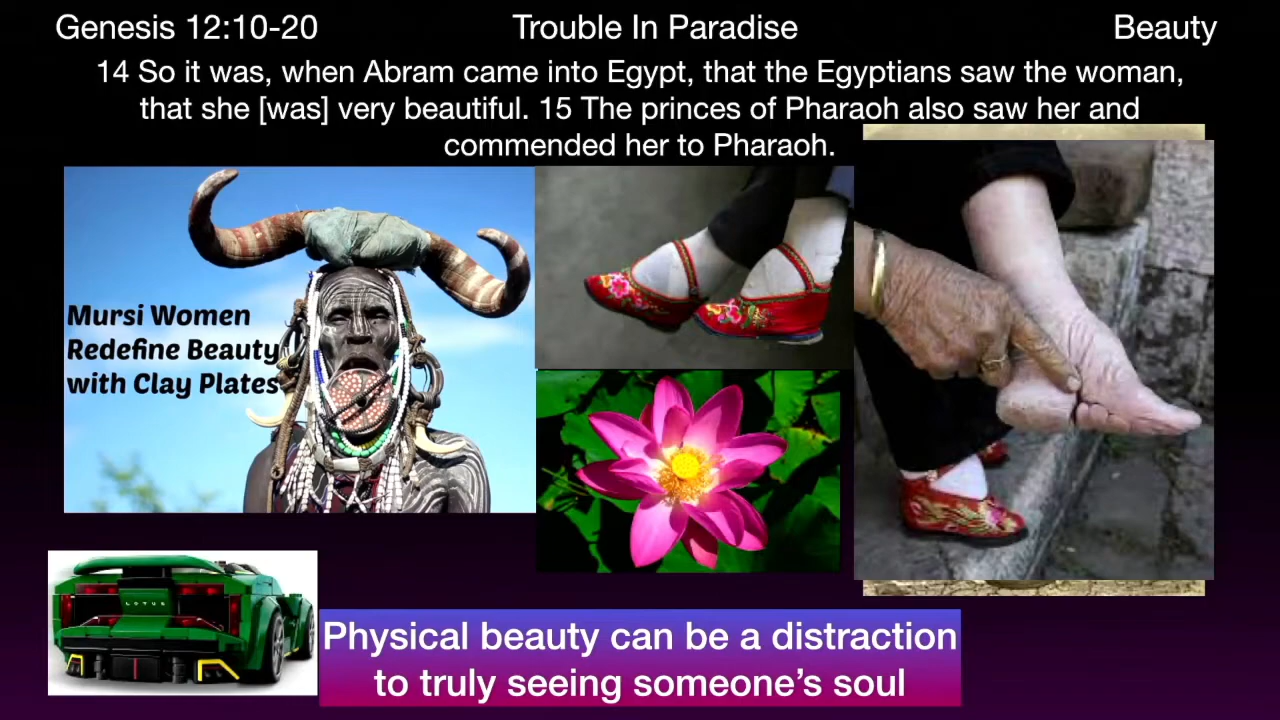 Genesis 12:10-20
Trouble In Paradise
Beauty
14 So it was, when Abram came into Egypt, that the Egyptians saw the woman,
that she [was] very beautiful. 15 The princes of Pharaoh also saw her and
commended her to Pharaoh.
Mursi Women
Redefine Beauty
with Clay Plates
LOTUS
Physical beauty can be a distraction
to truly seeing someone's soul